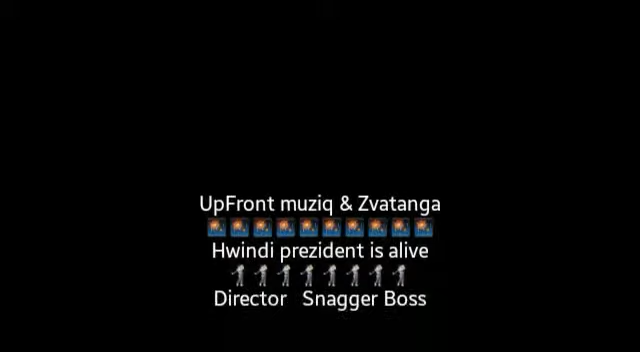 UpFront muziq & Zvatanga
Hwindi prezident is alive
Director Snagger Boss